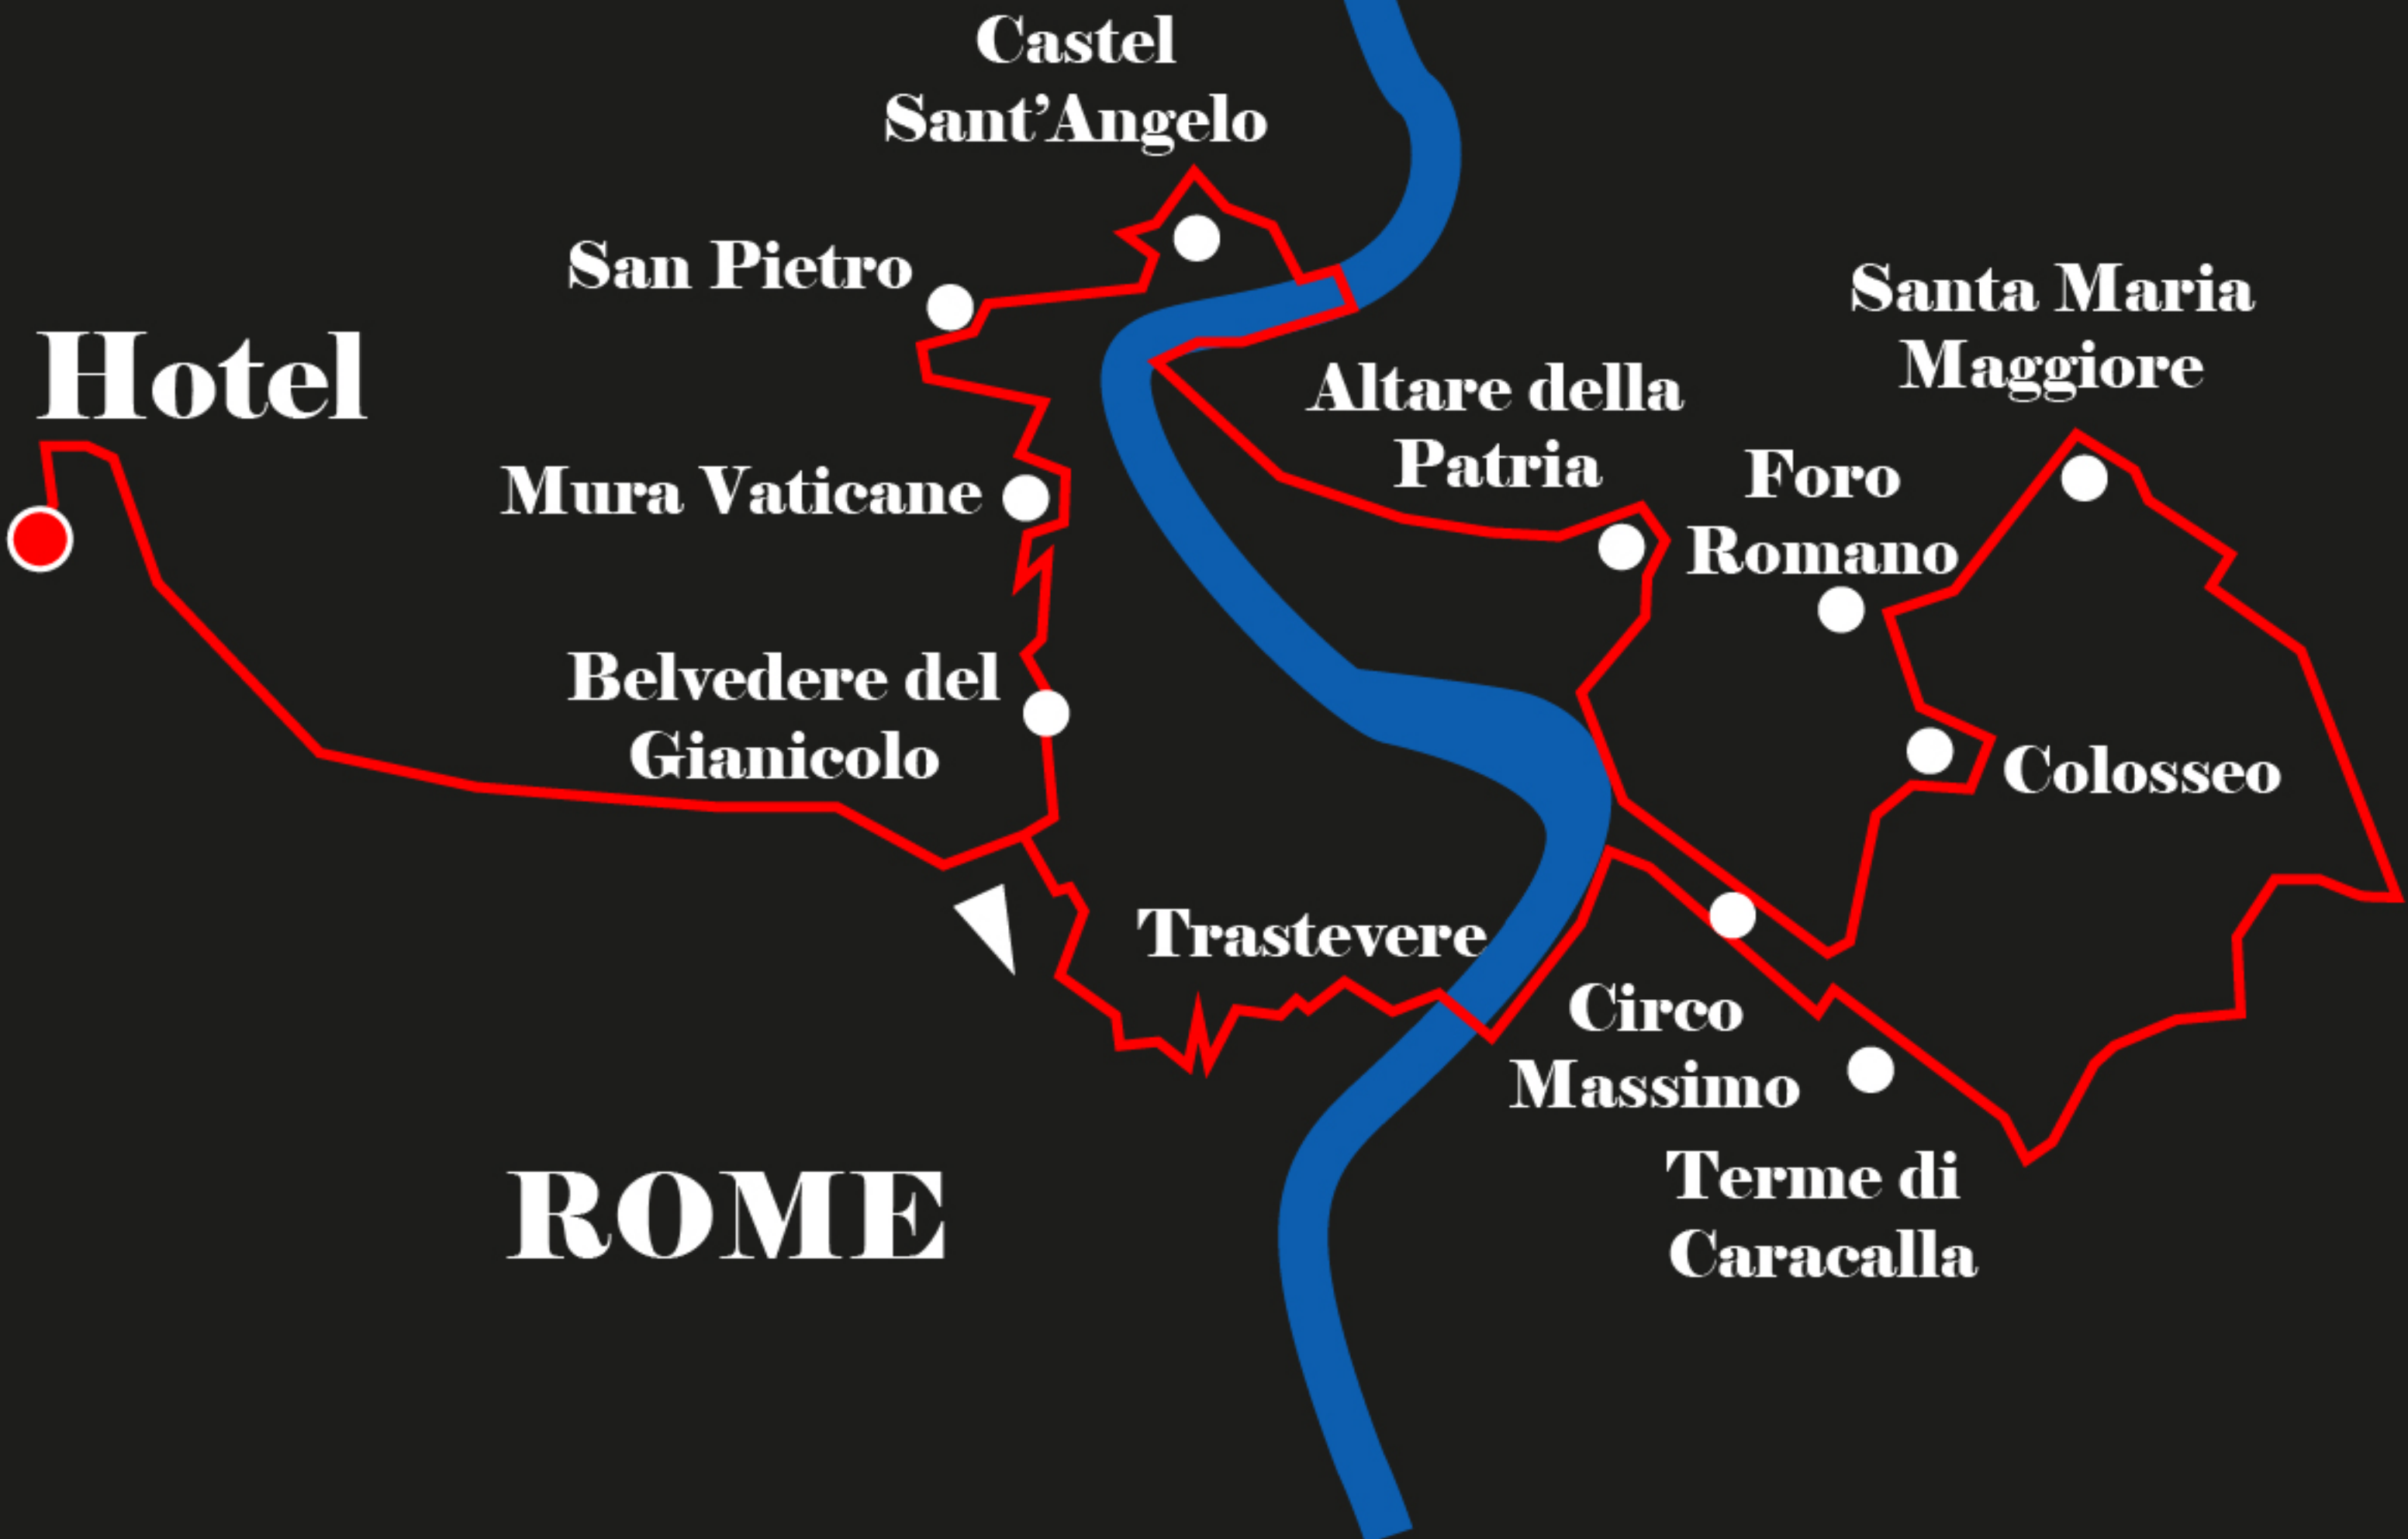 Castel
Sant’Angelo
San Pietro
Hotel
Santa Maria
Maggiore
Altare della
Patria
Foro
Romano
Mura Vaticane
Belvedere del
Gianicolo
Colosseo
Trastevere
Circo
Massimo
Terme di
Caracalla
ROME